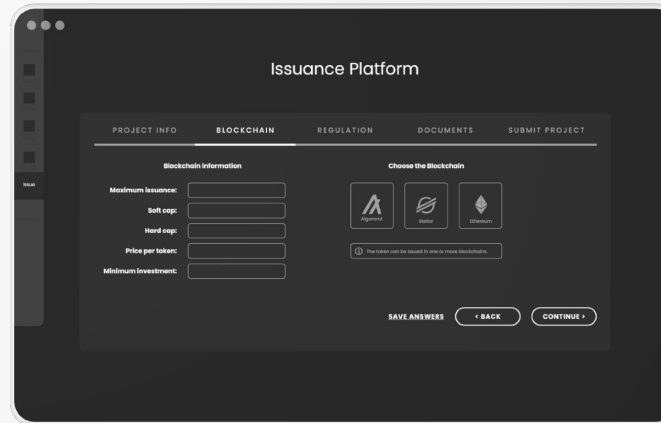 Issuance Platform
PROJECT INFO
BLOCKCHAIN
REGULATION
DOCUMENTS
SUBMIT PROJECT
Blockchain information
Maximum issuance:
Soft cap:
Hard cap:
Price per token:
Minimum investment:
Choose the Blockchain
Algorand
Stellar
Ethereum
The token can be issued in one or more blockchains.
SAVE ANSWERS
< BACK
CONTINUE >